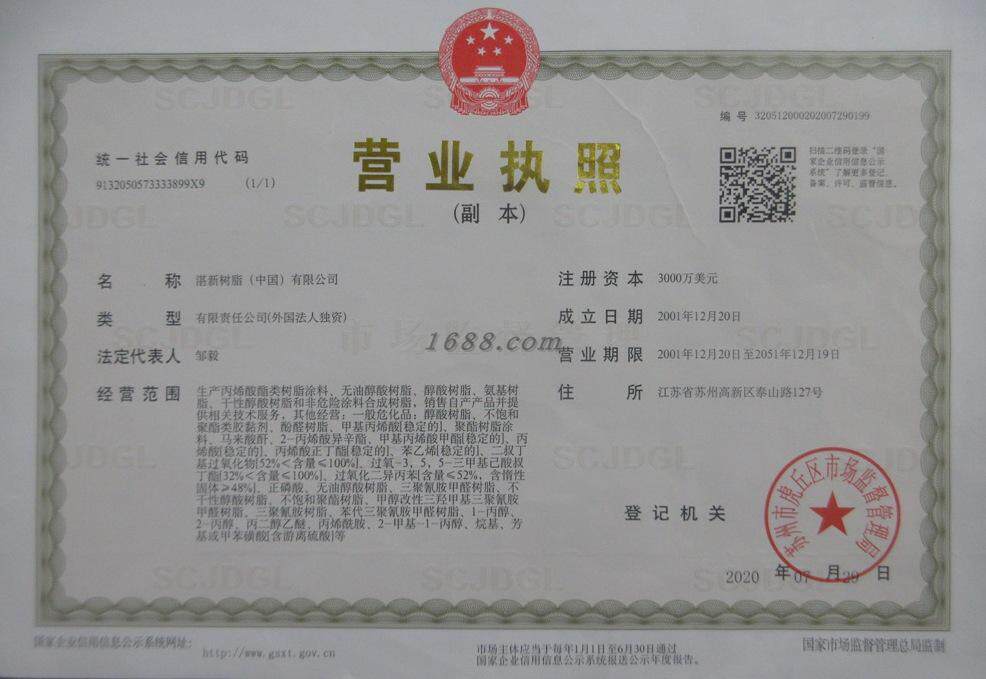 编 号 320512000202007290199
统一社会信用代码
9132050573333899X9 (1/1)
营业执照
(副 本)
扫描二维码登录“国
家企业信用信息公示
系统”了解更多登记、
备案、许可、监管信息。
名 称 湛新树脂（中国）有限公司
类 型 有限责任公司(外国法人独资)
法定代表人 邹毅
经营范围 生产丙烯酸酯类树脂涂料、无油醇酸树脂、醇酸树脂、氨基树
脂、干性醇酸树脂和非危险涂料合成树脂，销售自产产品并提
供相关技术服务。其他经营：一般危化品：醇酸树脂、不饱和
聚酯类胶黏剂、酚醛树脂、甲基丙烯酸[稳定的]、聚酯树脂涂
料、马来酸酐、2-丙烯酸异辛酯、甲基丙烯酸甲酯[稳定的]、丙
烯酸[稳定的]、丙烯酸正丁酯[稳定的]、苯乙烯[稳定的]、二叔丁
基过氧化物[52%＜含量≤100%]、过氧-3，5，5-三甲基己酸叔
丁酯[32%＜含量≤100%]、过氧化二异丙苯[含量≤52%，含惰性
固体≥48%]、正磷酸、无油醇酸树脂、三聚氰胺甲醛树脂、不
干性醇酸树脂、不饱和聚酯树脂、甲醇改性三羟甲基三聚氰胺
甲醛树脂、三聚氰胺树脂、苯代三聚氰胺甲醛树脂、1-丙醇、
2-丙醇、丙二醇乙醚、丙烯酰胺、2-甲基-1-丙醇、烷基、芳
基或甲苯磺酸[含游离硫酸]等
注册资本 3000万美元
成立日期 2001年12月20日
营业期限 2001年12月20日至2051年12月19日
住 所 江苏省苏州高新区泰山路127号
1688.com
登记机关
苏州市虎丘区市场监督管理局
2020 年07 月29 日
国家企业信用信息公示系统网址：
http://www.gsxt.gov.cn
市场主体应当于每年1月1日至6月30日通过
国家企业信用信息公示系统报送公示年度报告。
国家市场监督管理总局监制